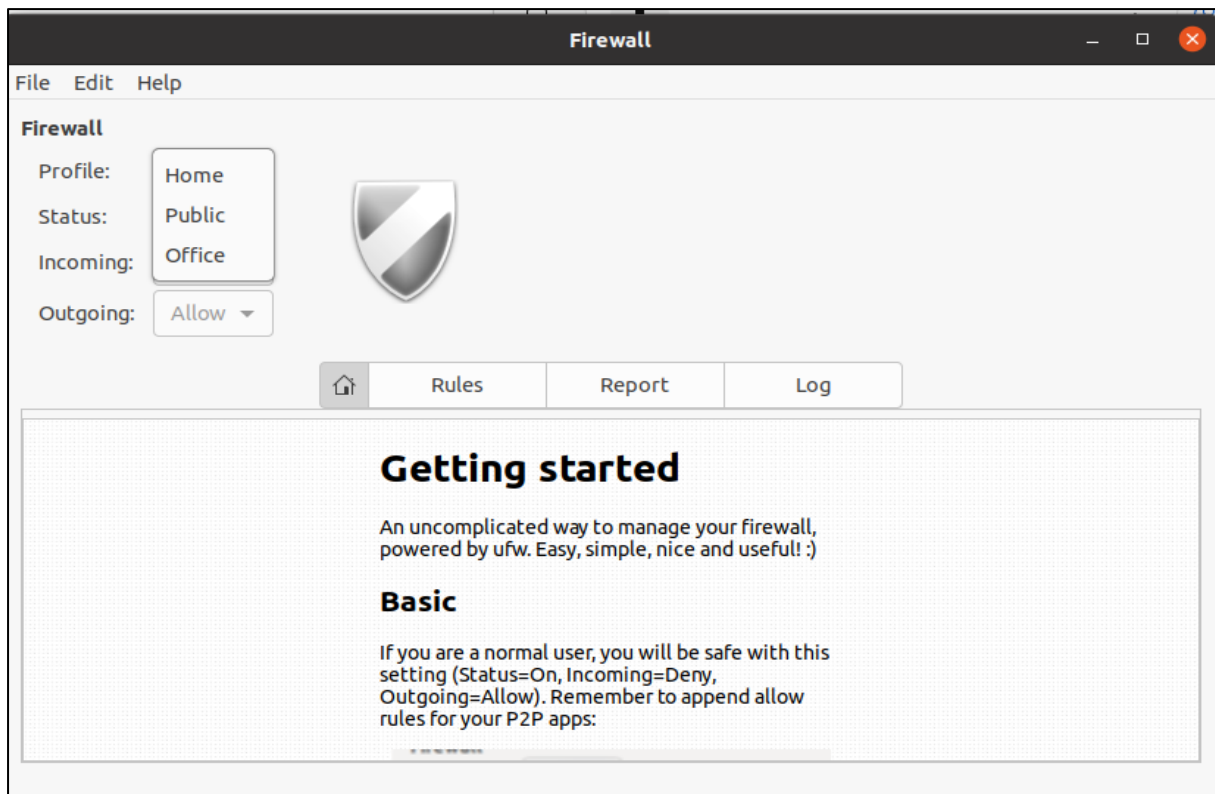 Firewall
File Edit Help
Firewall
Profile:
Home
Status:
Public
Incoming:
Office
Outgoing:
Allow
Rules
Report
Log
Getting started
An uncomplicated way to manage your firewall,
powered by ufw. Easy, simple, nice and useful! :)
Basic
If you are a normal user, you will be safe with this
setting (Status=On, Incoming=Deny,
Outgoing=Allow). Remember to append allow
rules for your P2P apps: